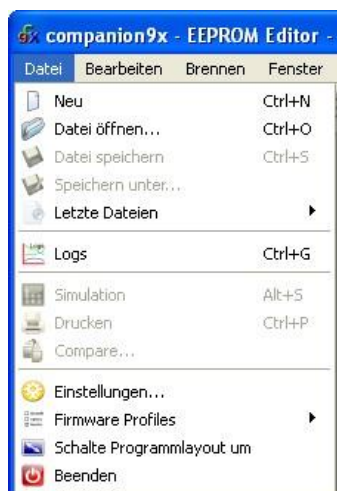 companion9x - EEPROM Editor -
Datei Bearbeiten Brennen Fenster
Neu Ctrl+N
Datei öffnen... Ctrl+O
Datei speichern Ctrl+S
Speichern unter...
Letzte Dateien
Logs Ctrl+G
Simulation Alt+S
Drucken Ctrl+P
Compare...
Einstellungen...
Firmware Profiles
Schalte Programmlayout um
Beenden